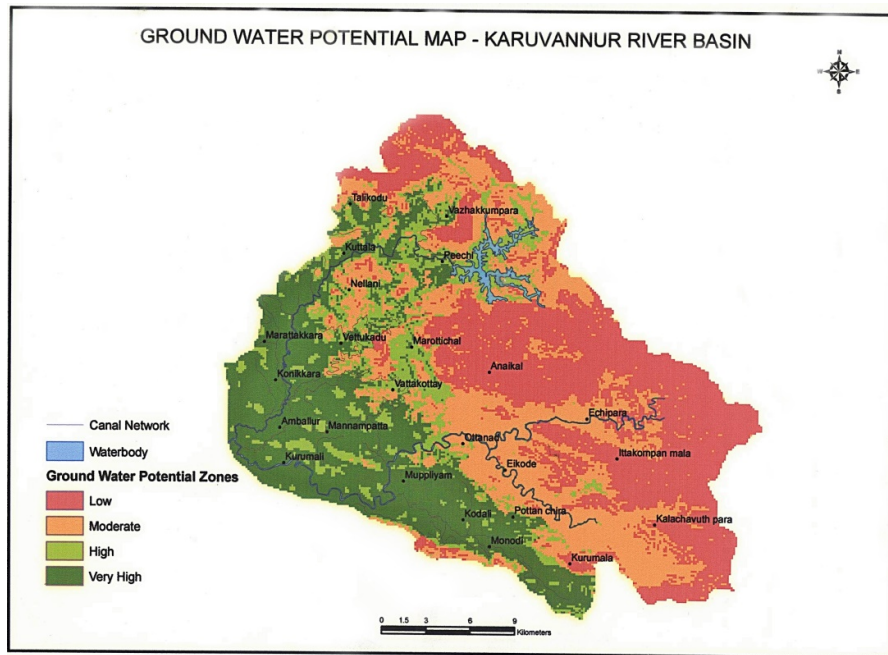 GROUND WATER POTENTIAL MAP - KARUVANNUR RIVER BASIN
N
Talikodu
Vazhakkumpara
Kuttala
Peechi
Nellani
Marattakkara
Vettukadu
Marottichal
Anaikal
Konikkara
Vattakottay
Echipara
Amballur
Mannampatta
Ottanad
Ittakompan mala
Kurumali
Eikode
Muppliyam
Kodali
Pottan chira
Kalachavuth para
Monodi
Kurumala
Canal Network
Waterbody
Ground Water Potential Zones
Low
Moderate
High
Very High
0 1.5 3 6 9
Kilometers